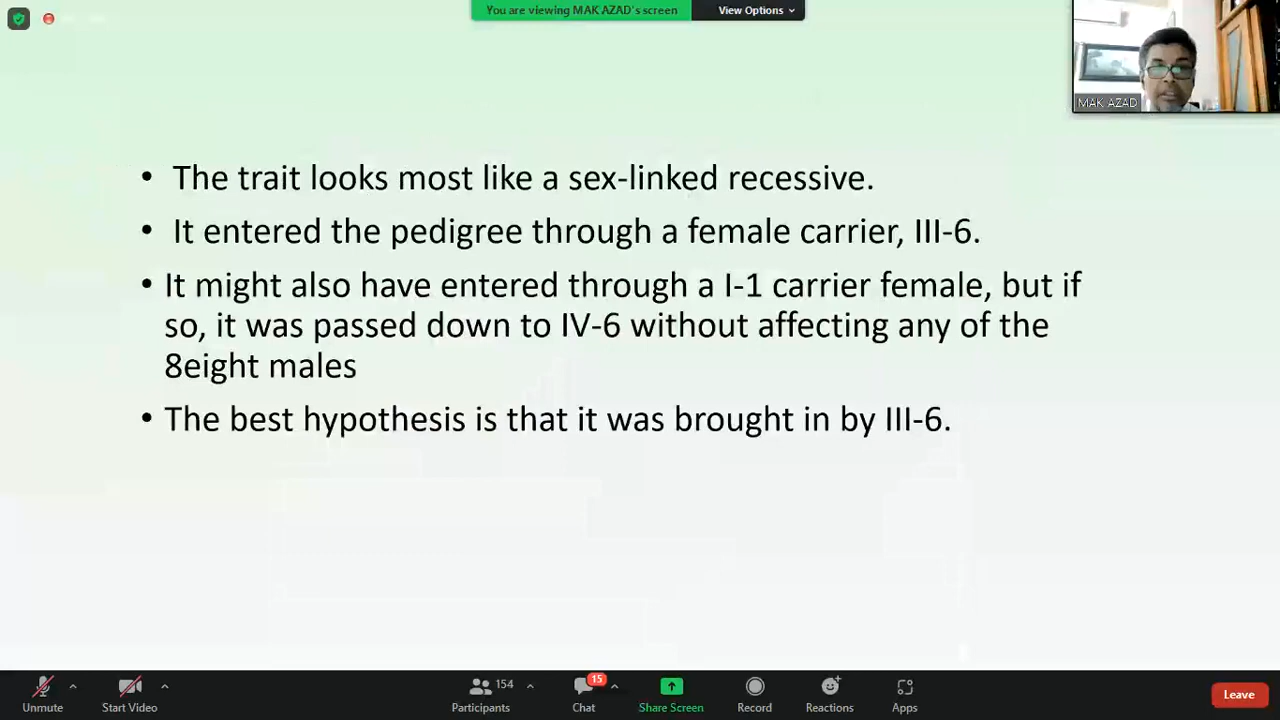 You are viewing MAK AZAD's screen
View Options
MAK AZAD
• The trait looks most like a sex-linked recessive.
• It entered the pedigree through a female carrier, III-6.
• It might also have entered through a I-1 carrier female, but if
so, it was passed down to IV-6 without affecting any of the
8eight males
• The best hypothesis is that it was brought in by III-6.
154
15
Unmute
Start Video
Participants
Chat
Share Screen
Record
Reactions
Apps
Leave